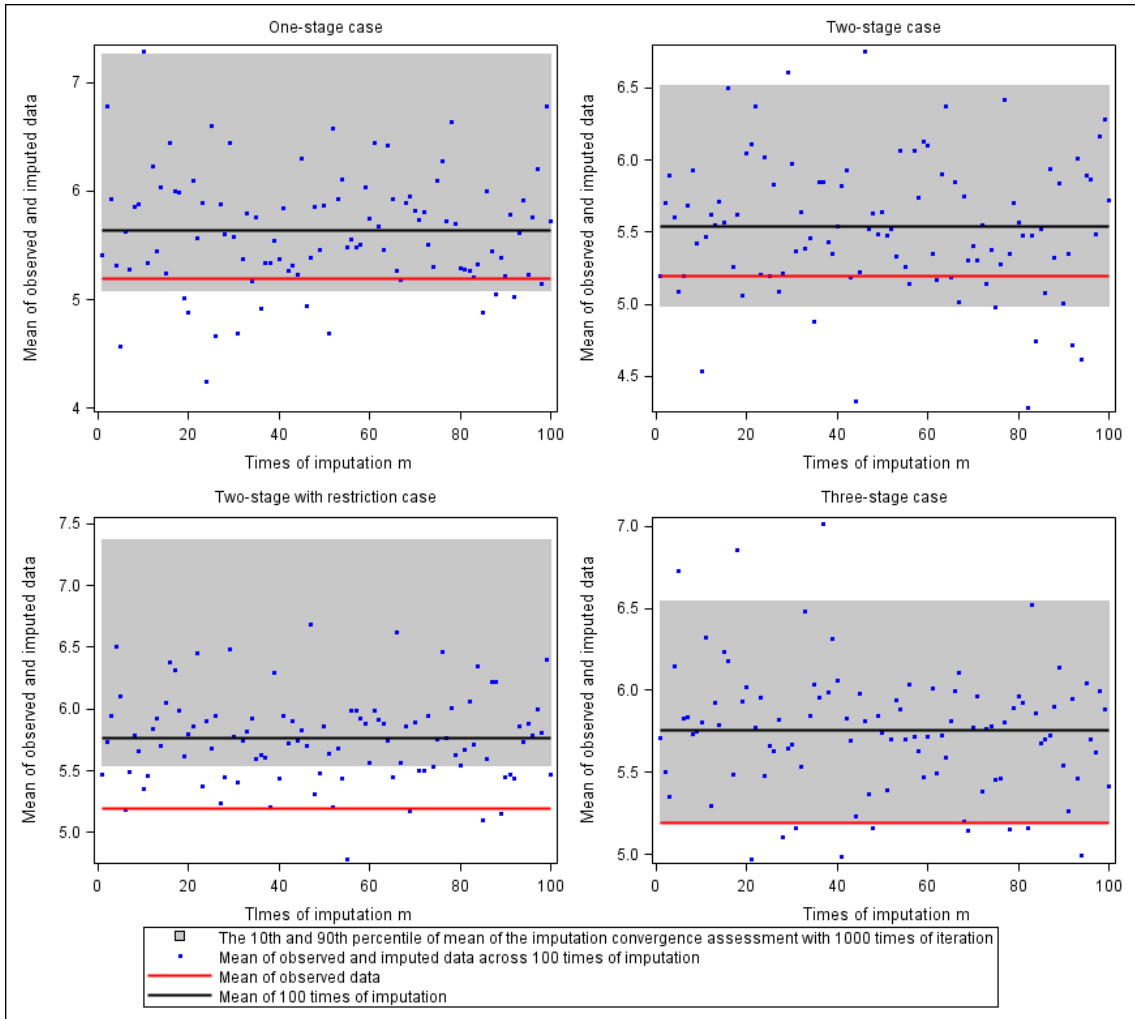 One-stage case
Mean of observed and imputed data
7
6
5
4
0 20 40 60 80 100
Times of imputation m
Two-stage case
Mean of observed and imputed data
6.5
6.0
5.5
5.0
4.5
0 20 40 60 80 100
Times of imputation m
Two-stage with restriction case
Mean of observed and imputed data
7.5
7.0
6.5
6.0
5.5
5.0
0 20 40 60 80 100
TImes of imputation m
Three-stage case
Mean of observed and imputed data
7.0
6.5
6.0
5.5
5.0
0 20 40 60 80 100
Times of imputation m
The 10th and 90th percentile of mean of the imputation convergence assessment with 1000 times of iteration
Mean of observed and imputed data across 100 times of imputation
Mean of observed data
Mean of 100 times of imputation